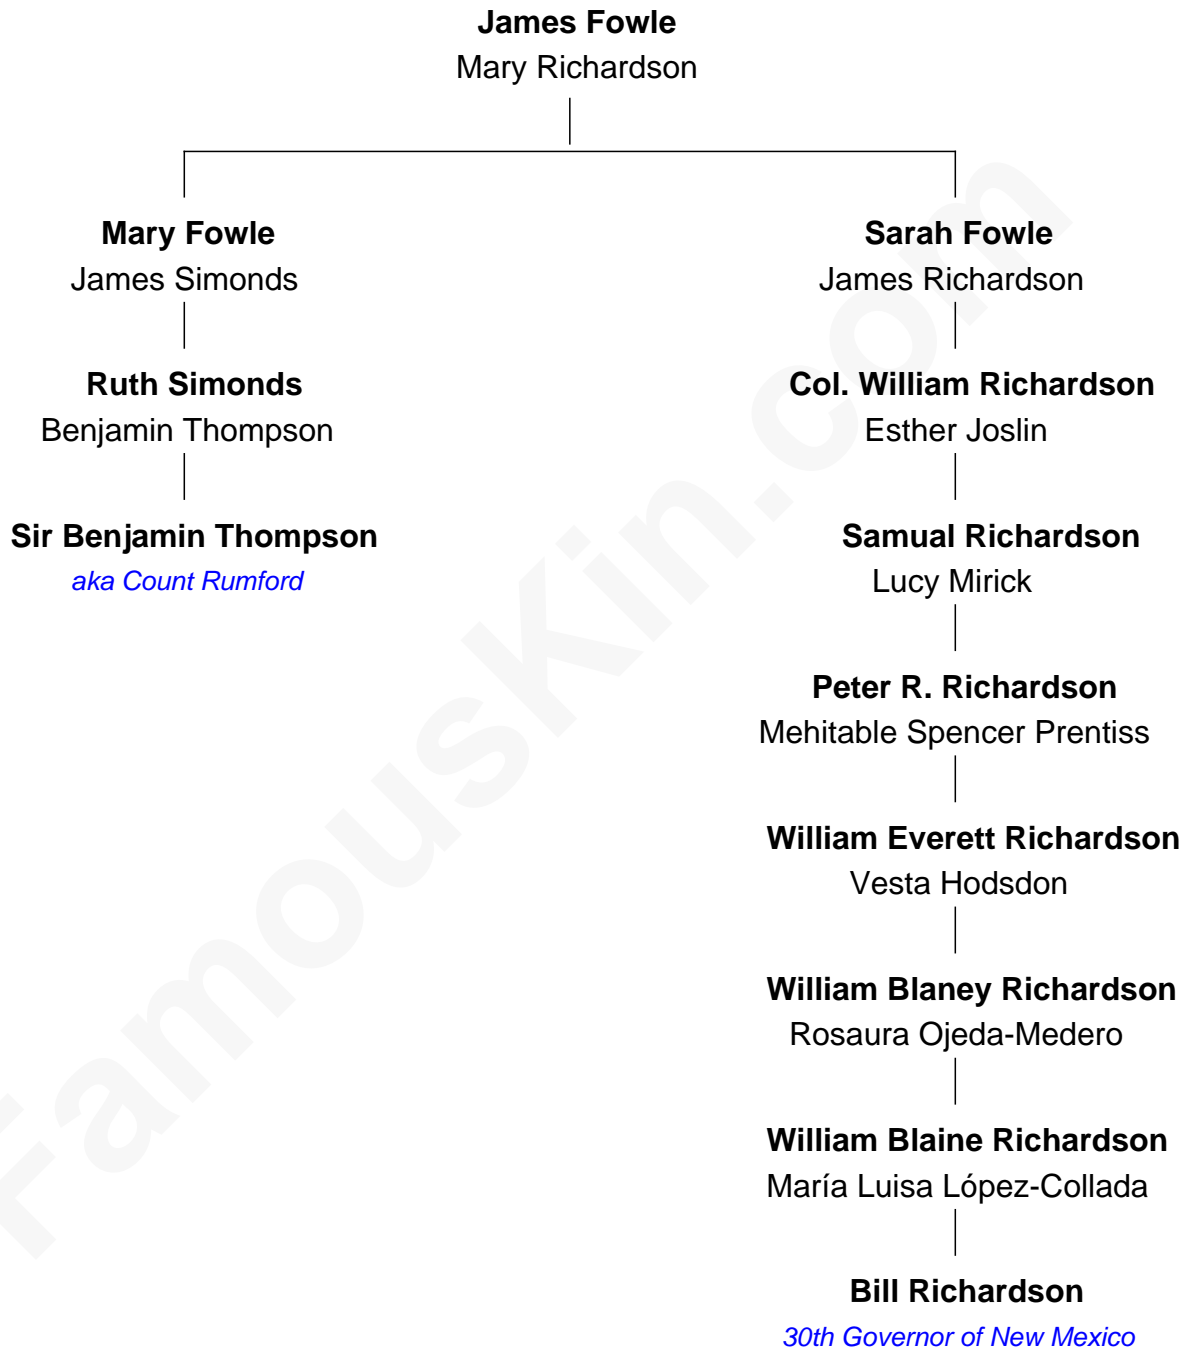 James Fowle
Mary Richardson
Mary Fowle
James Simonds
Sarah Fowle
James Richardson
Ruth Simonds
Benjamin Thompson
Col. William Richardson
Esther Joslin
Sir Benjamin Thompson
aka Count Rumford
Samual Richardson
Lucy Mirick
Peter R. Richardson
Mehitable Spencer Prentiss
William Everett Richardson
Vesta Hodsdon
William Blaney Richardson
Rosaura Ojeda-Medero
William Blaine Richardson
María Luisa López-Collada
Bill Richardson
30th Governor of New Mexico
FamousKin.com